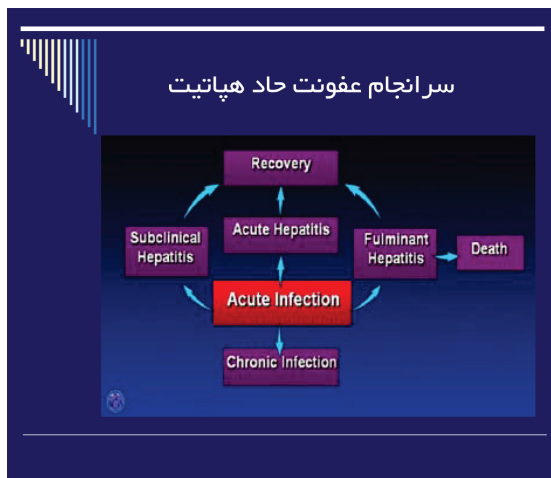 سرانجام عفونت حاد هپاتیت
Recovery
Subclinical
Hepatitis
Acute Hepatitis
Fulminant
Hepatitis
Death
Acute Infection
Chronic Infection